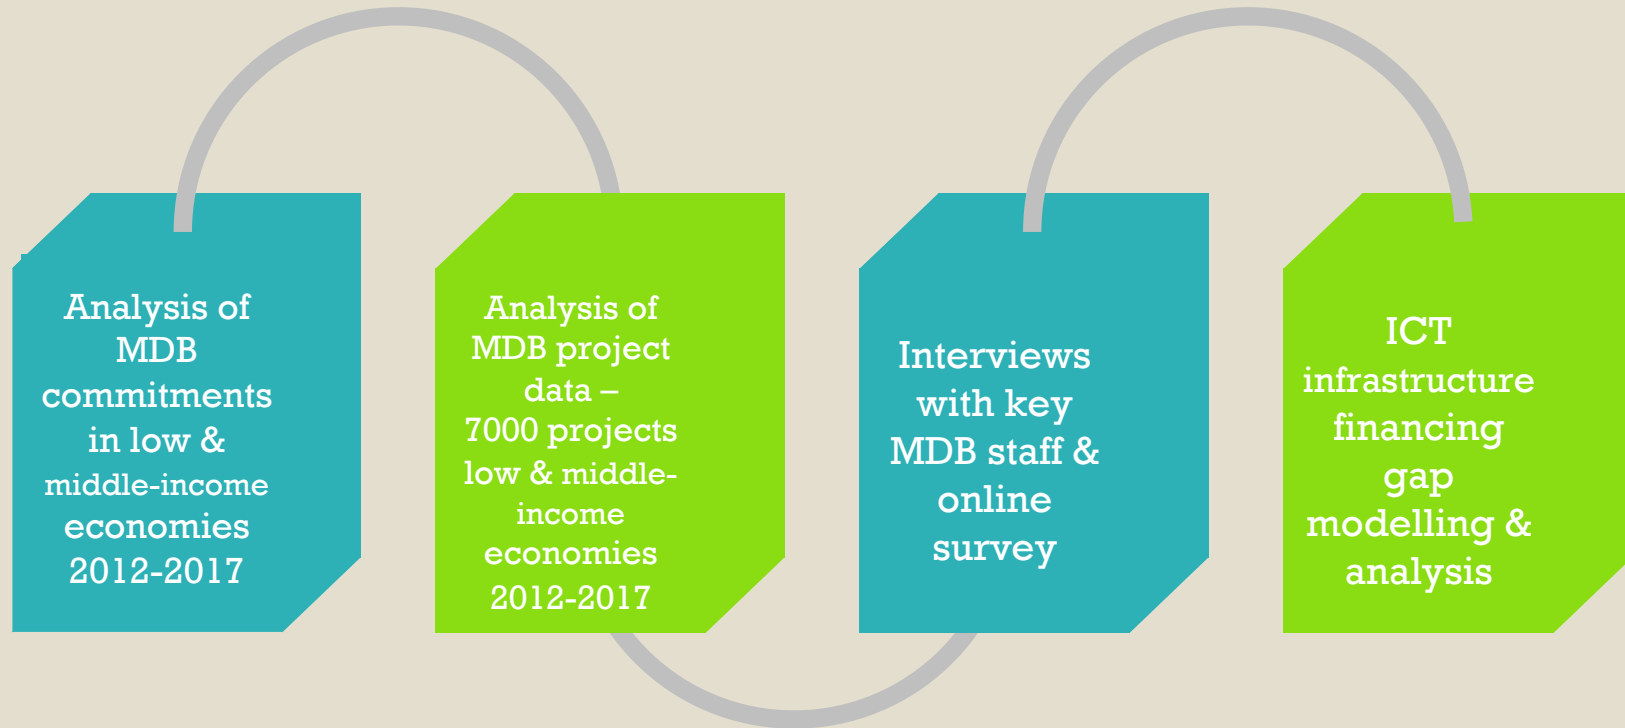 Analysis of
MDB
commitments
in low &
middle-income
economies
2012-2017
Analysis of
MDB project
data –
7000 projects
low & middle-
income
economies
2012-2017
Interviews
with key
MDB staff &
online
survey
ICT
infrastructure
financing
gap
modelling &
analysis